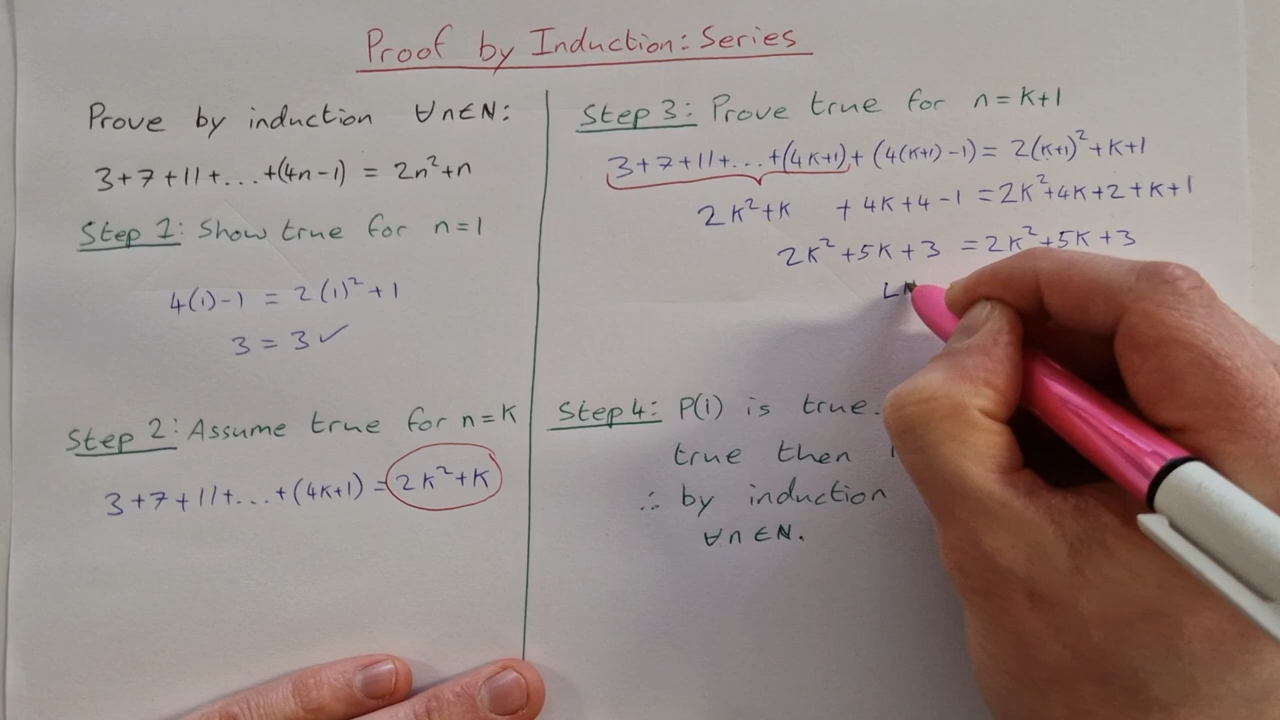 Proof by Induction: Series
Prove by induction ∀n∈N:
3+7+11+...+(4n-1) = 2n²+n
Step 1: Show true for n=1
4(1)-1 = 2(1)²+1
3 = 3✓
Step 2: Assume true for n=K
3+7+11+...+(4K+1) = 2K²+K
Step 3: Prove true for n=K+1
3+7+11+...+(4K+1)+(4(K+1)-1) = 2(K+1)²+K+1
2K²+K +4K+4-1 = 2K²+4K+2+K+1
2K²+5K+3 = 2K²+5K+3
Step 4: P(1) is true.
true then
∴ by induction
∀n∈N.